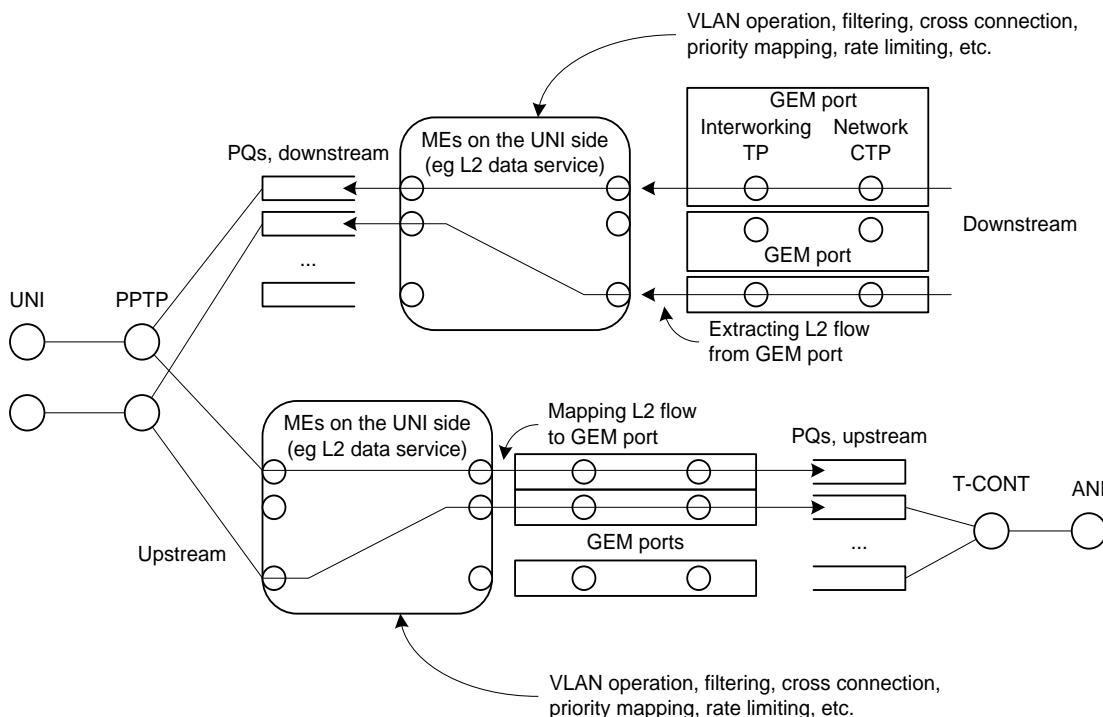 VLAN operation, filtering, cross connection,
priority mapping, rate limiting, etc.
GEM port
Interworking TP
Network CTP
MEs on the UNI side
(eg L2 data service)
PQs, downstream
Downstream
GEM port
...
UNI
PPTP
Extracting L2 flow
from GEM port
MEs on the UNI side
(eg L2 data service)
Mapping L2 flow
to GEM port
PQs, upstream
T-CONT
ANI
Upstream
GEM ports
...
VLAN operation, filtering, cross connection,
priority mapping, rate limiting, etc.